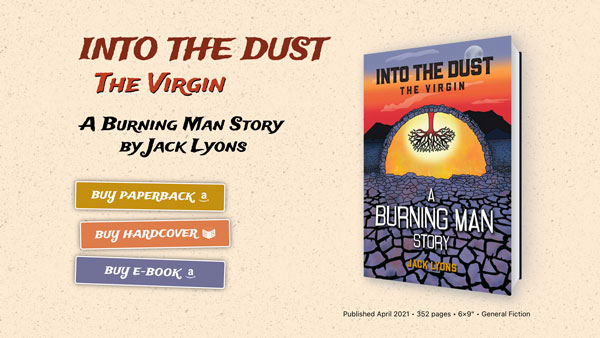 INTO THE DUST
THE VIRGIN
A BURNING MAN STORY
BY JACK LYONS
BUY PAPERBACK a
BUY HARDCOVER
BUY E-BOOK a
INTO THE DUST
THE VIRGIN
A
BURNING MAN
STORY
JACK LYONS
Published April 2021 • 352 pages • 6×9" • General Fiction